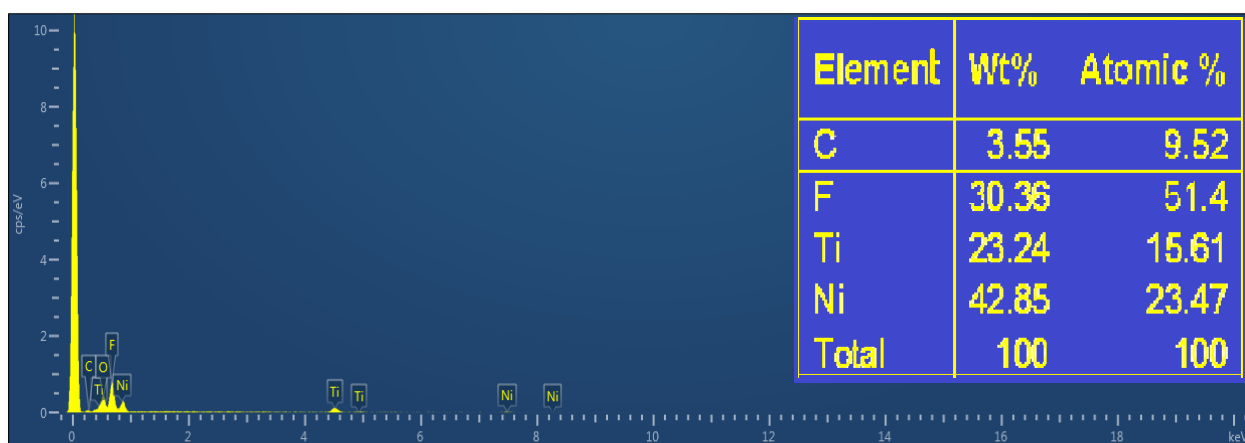 Element Wt% Atomic %
C 3.55 9.52
F 30.36 51.4
Ti 23.24 15.61
Ni 42.85 23.47
Total 100 100
10
8
6
cps/eV
4
2
F
C O
T Ni
Ti Ti Ni Ni
0
0 2 4 6 8 10 12 14 16 18 keV